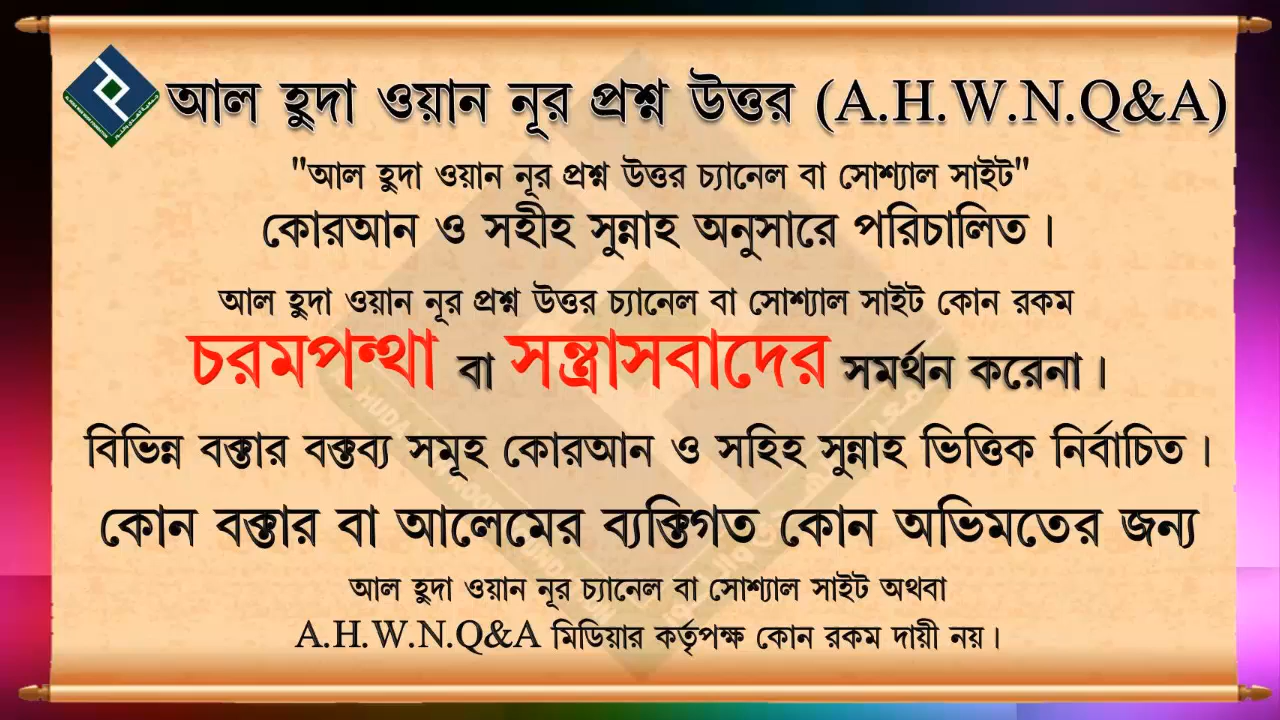 আল হুদা ওয়ান নূর প্রশ্ন উত্তর (A.H.W.N.Q&A)
"আল হুদা ওয়ান নূর প্রশ্ন উত্তর চ্যানেল বা সোশ্যাল সাইট"
কোরআন ও সহীহ সুন্নাহ অনুসারে পরিচালিত।
আল হুদা ওয়ান নূর প্রশ্ন উত্তর চ্যানেল বা সোশ্যাল সাইট কোন রকম
চরমপন্থা বা সন্ত্রাসবাদের সমর্থন করেনা।
বিভিন্ন বক্তার বক্তব্য সমূহ কোরআন ও সহিহ সুন্নাহ ভিত্তিক নির্বাচিত।
কোন বক্তার বা আলেমের ব্যক্তিগত কোন অভিমতের জন্য
আল হুদা ওয়ান নূর চ্যানেল বা সোশ্যাল সাইট অথবা
A.H.W.N.Q&A মিডিয়ার কর্তৃপক্ষ কোন রকম দায়ী নয়।